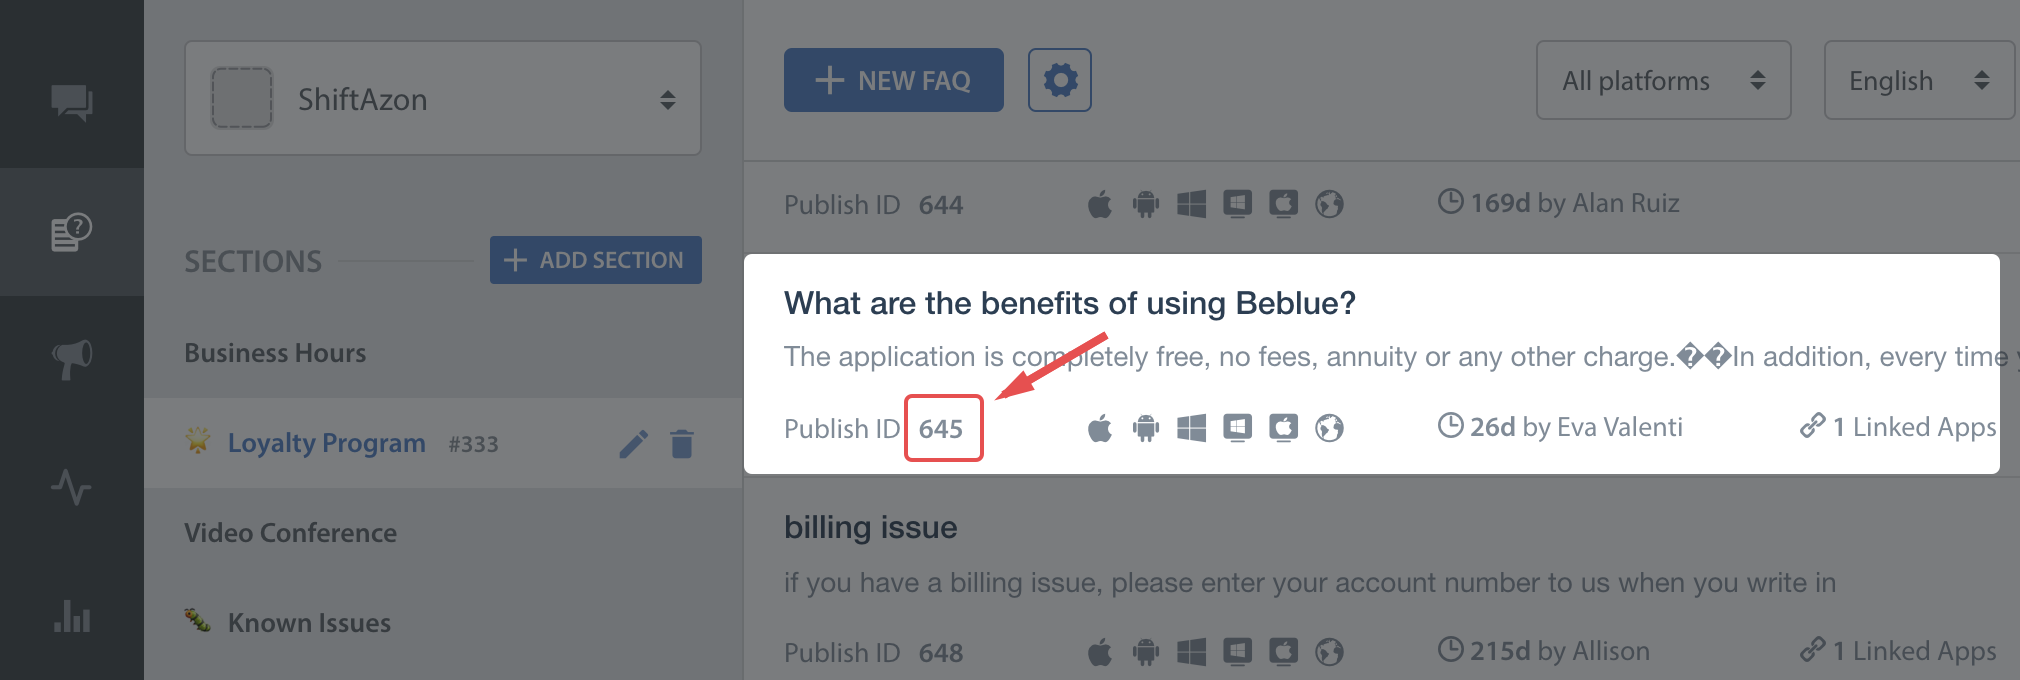 ShiftAzon
SECTIONS
ADD SECTION
Business Hours
Loyalty Program #333
Video Conference
Known Issues
NEW FAQ
All platforms
English
Publish ID 644
169d by Alan Ruiz
What are the benefits of using Beblue?
The application is completely free, no fees, annuity or any other charge.��In addition, every time
Publish ID 645
26d by Eva Valenti
1 Linked Apps
billing issue
if you have a billing issue, please enter your account number to us when you write in
Publish ID 648
215d by Allison
1 Linked Apps